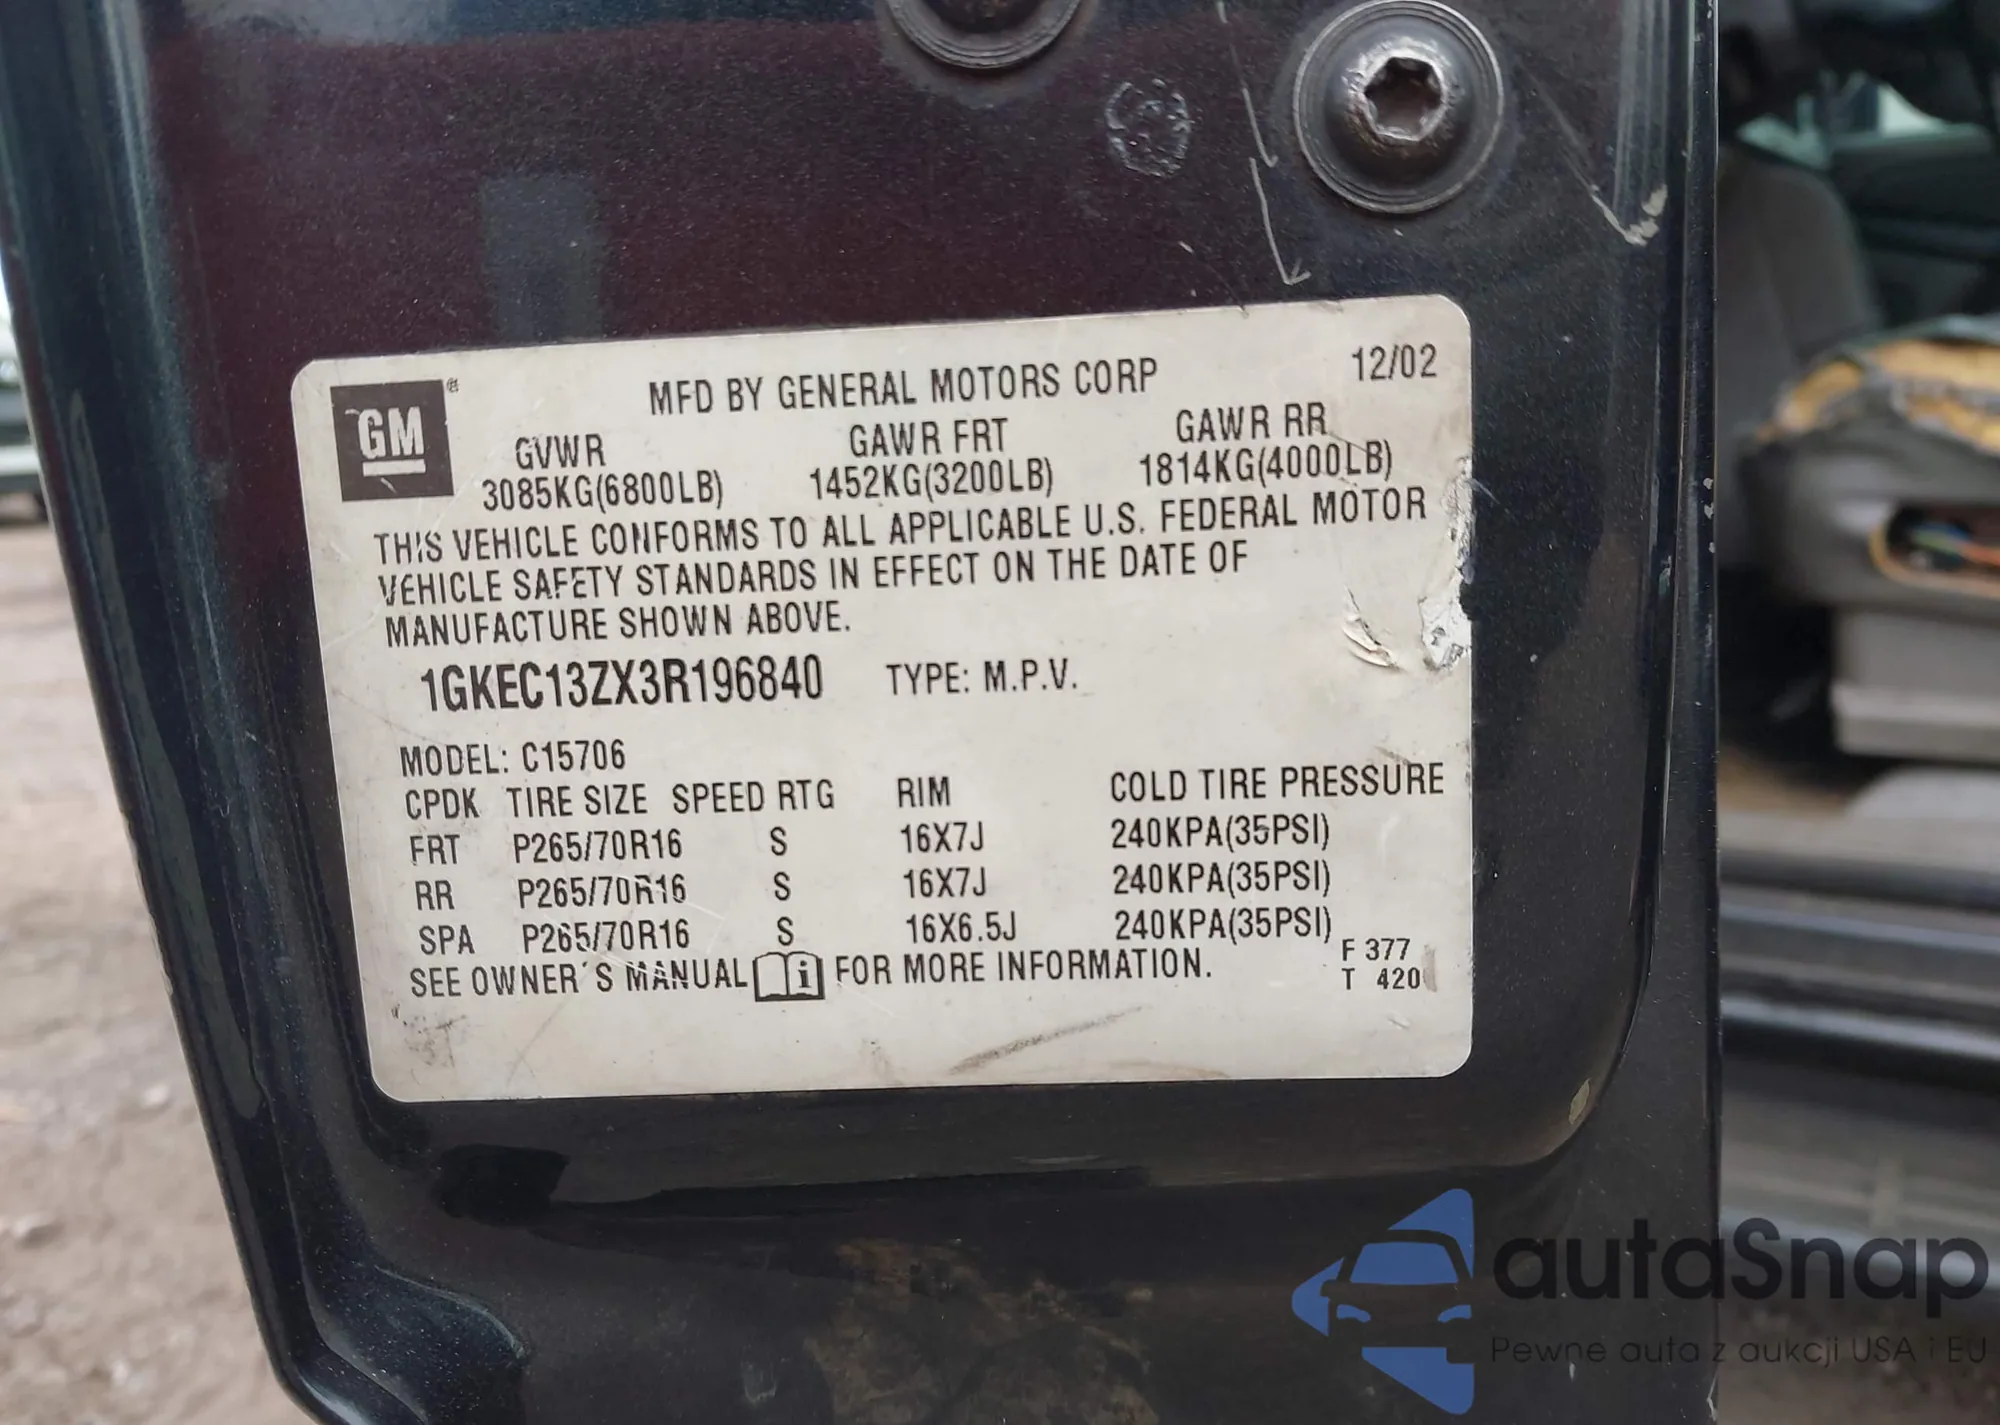 GM ®
MFD BY GENERAL MOTORS CORP 12/02
GVWR GAWR FRT GAWR RR
3085KG(6800LB) 1452KG(3200LB) 1814KG(4000LB)
THIS VEHICLE CONFORMS TO ALL APPLICABLE U.S. FEDERAL MOTOR
VEHICLE SAFETY STANDARDS IN EFFECT ON THE DATE OF
MANUFACTURE SHOWN ABOVE.
1GKEC13ZX3R196840 TYPE: M.P.V.
MODEL: C15706
CPDK TIRE SIZE SPEED RTG RIM COLD TIRE PRESSURE
FRT P265/70R16 S 16X7J 240KPA(35PSI)
RR P265/70R16 S 16X7J 240KPA(35PSI)
SPA P265/70R16 S 16X6.5J 240KPA(35PSI)
SEE OWNER'S MANUAL i FOR MORE INFORMATION.
F 377
T 420
autaSnap
Pewne auta z aukcji USA i EU